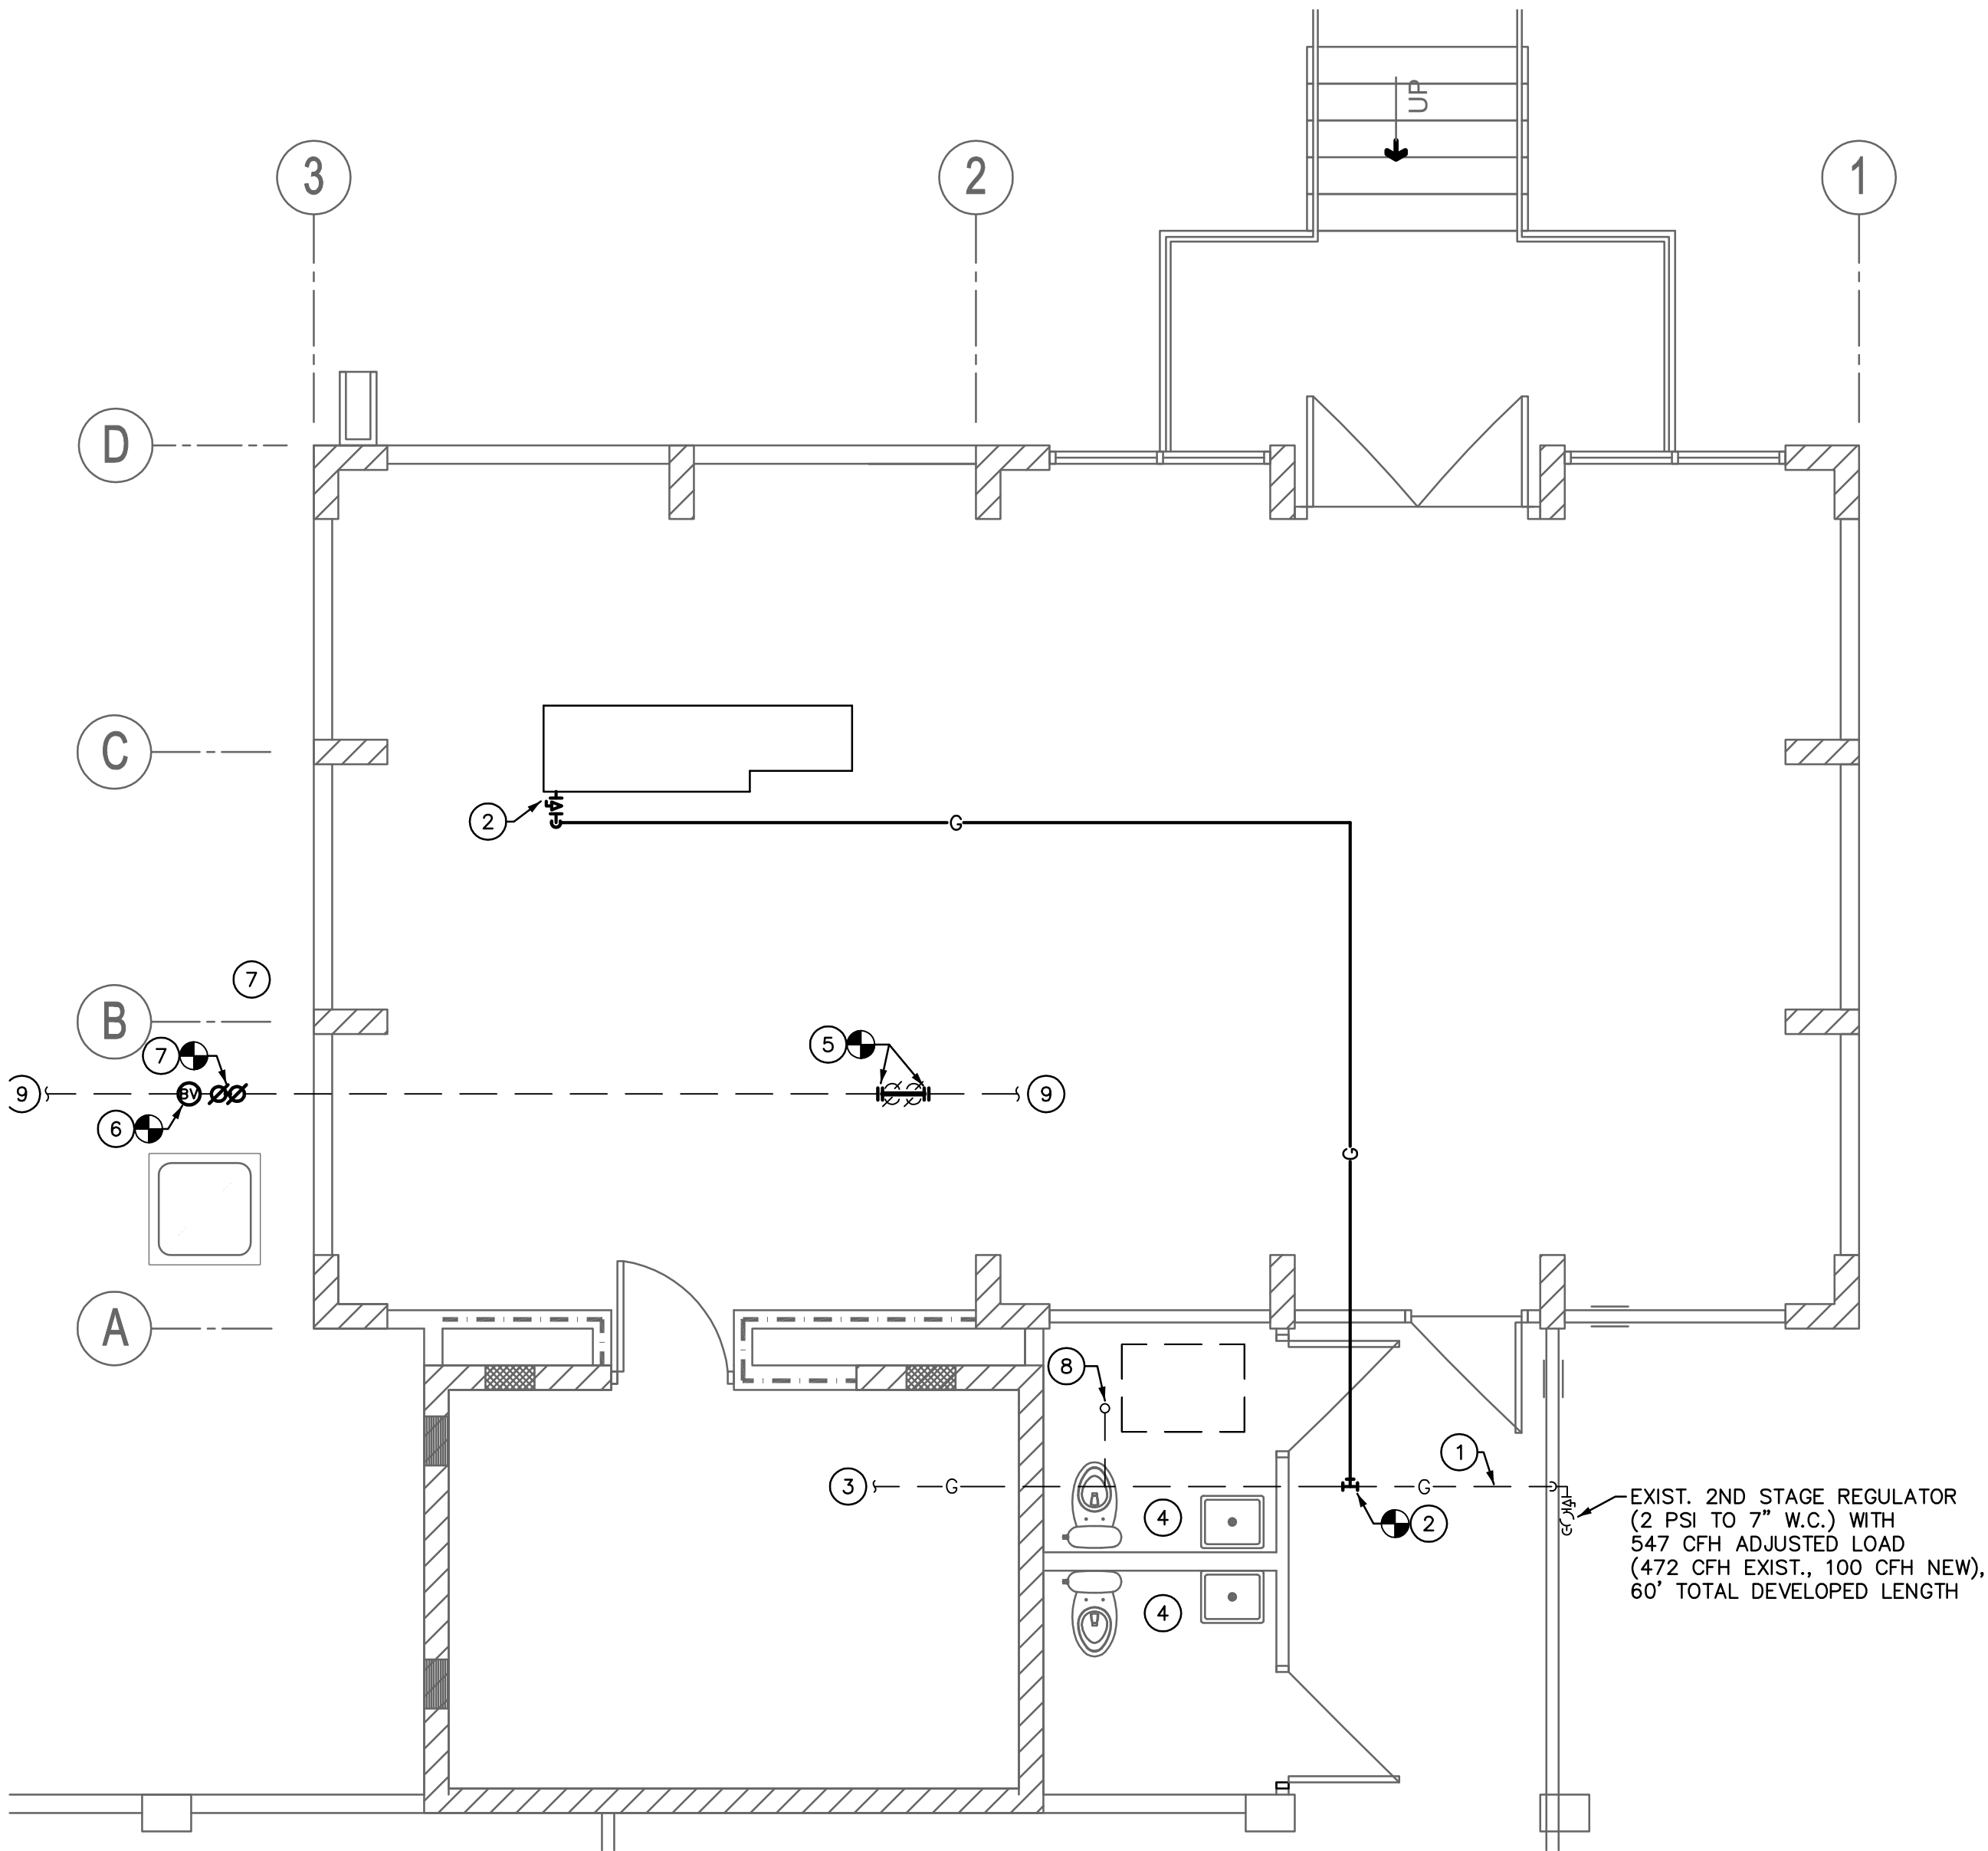 UP
3
2
1
D
C
2
G
7
B
5
7
9
BV
9
6
G
A
8
1
3
G
G
4
2
EXIST. 2ND STAGE REGULATOR
(2 PSI TO 7" W.C.) WITH
547 CFH ADJUSTED LOAD
(472 CFH EXIST., 100 CFH NEW),
60' TOTAL DEVELOPED LENGTH
4